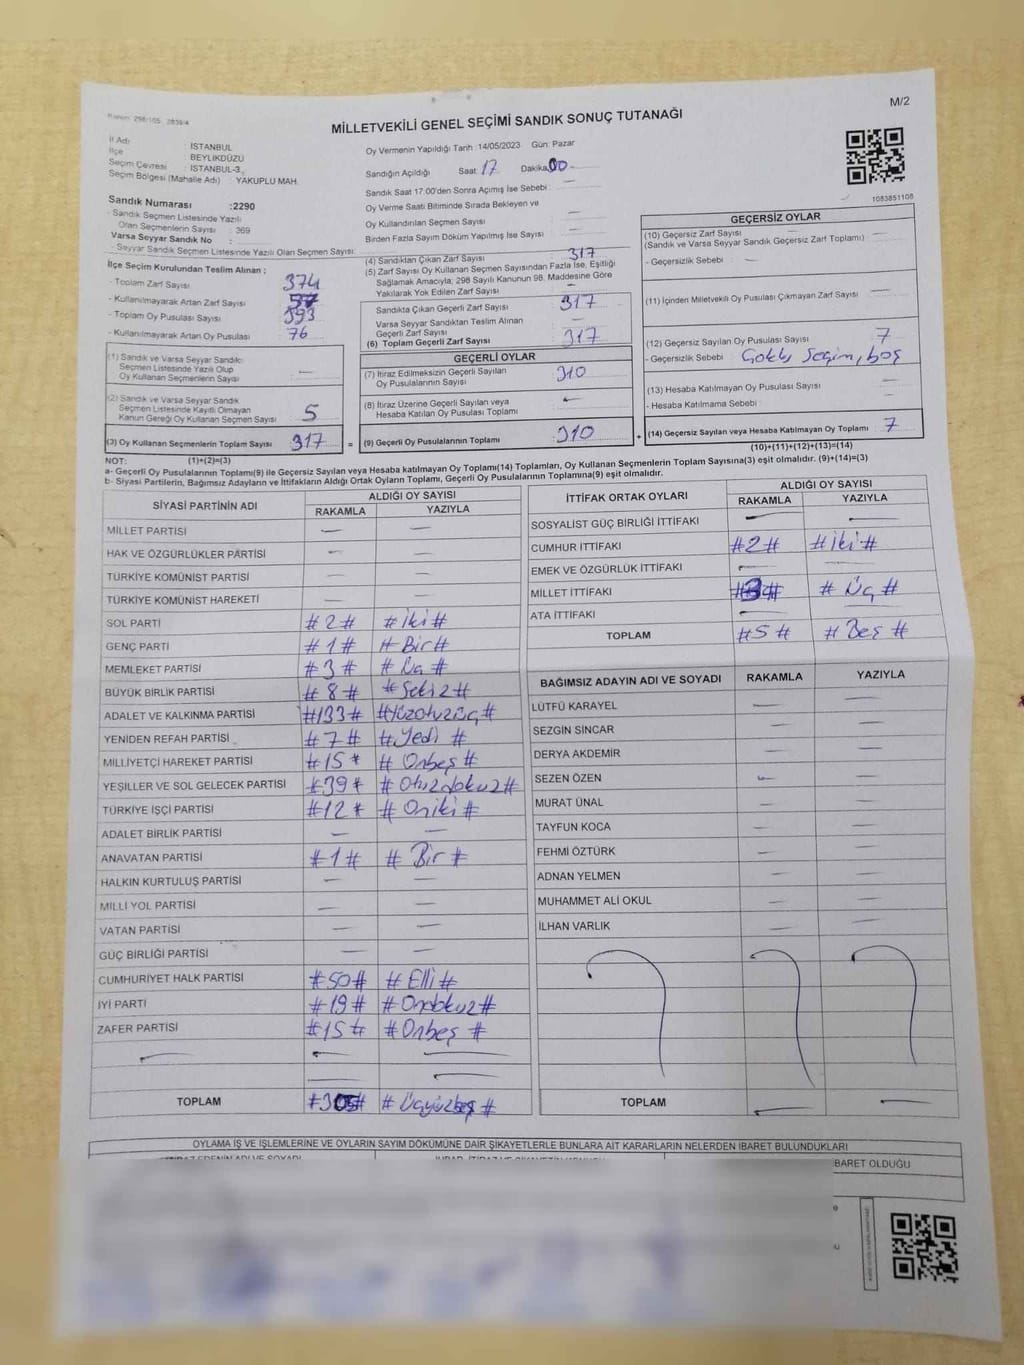 M/2
MİLLETVEKİLİ GENEL SEÇİMİ SANDIK SONUÇ TUTANAĞI
İl Adı : İSTANBUL
İlçe : BEYLİKDÜZÜ
Seçim Çevresi : İSTANBUL-3
Seçim Bölgesi (Mahalle Adı) : YAKUPLU MAH.
Oy Vermenin Yapıldığı Tarih :14/05/2023 Gün: Pazar
Sandığın Açıldığı Saat 17 Dakika 00
Sandık Saat 17:00'den Sonra Açımış İse Sebebi :
Oy Verme Saati Bitiminde Sırada Bekleyen ve
Oy Kullandırılan Seçmen Sayısı —
Birden Fazla Sayım Döküm Yapılmış İse Sayısı —
1083851108
Sandık Numarası :2290
- Sandık Seçmen Listesinde Yazılı
Olan Seçmenlerin Sayısı : 369
Varsa Seyyar Sandık No :
- Seyyar Sandık Seçmen Listesinde Yazılı Olan Seçmen Sayısı:
İlçe Seçim Kurulundan Teslim Alınan :
- Toplam Zarf Sayısı 374
- Kullanılmayarak Artan Zarf Sayısı 57
- Toplam Oy Pusulası Sayısı 393
- Kullanılmayarak Artan Oy Pusulası 76
(1) Sandık ve Varsa Seyyar Sandık
Seçmen Listesinde Yazılı Olup
Oy Kullanan Seçmenlerin Sayısı —
(2) Sandık ve Varsa Seyyar Sandık
Seçmen Listesinde Kayıtlı Olmayan
Kanun Gereği Oy Kullanan Seçmen Sayısı 5
(3) Oy Kullanan Seçmenlerin Toplam Sayısı 317 =
(4) Sandıktan Çıkan Zarf Sayısı 317
(5) Zarf Sayısı Oy Kullanan Seçmen Sayısından Fazla İse, Eşitliği
Sağlamak Amacıyla; 298 Sayılı Kanunun 98. Maddesine Göre
Yakılarak Yok Edilen Zarf Sayısı —
Sandıkta Çıkan Geçerli Zarf Sayısı 317
Varsa Seyyar Sandıktan Teslim Alınan
Geçerli Zarf Sayısı —
(6) Toplam Geçerli Zarf Sayısı 317
GEÇERLİ OYLAR
(7) İtiraz Edilmeksizin Geçerli Sayılan
Oy Pusulalarının Sayısı 310
(8) İtiraz Üzerine Geçerli Sayılan veya
Hesaba Katılan Oy Pusulası Toplamı —
(9) Geçerli Oy Pusulalarının Toplamı 310 +
GEÇERSİZ OYLAR
(10) Geçersiz Zarf Sayısı —
(Sandık ve Varsa Seyyar Sandık Geçersiz Zarf Toplamı)
- Geçersizlik Sebebi : —
(11) İçinden Milletvekili Oy Pusulası Çıkmayan Zarf Sayısı —
(12) Geçersiz Sayılan Oy Pusulası Sayısı 7
- Geçersizlik Sebebi : Çoklu Seçim, boş
(13) Hesaba Katılmayan Oy Pusulası Sayısı —
- Hesaba Katılmama Sebebi : —
(14) Geçersiz Sayılan veya Hesaba Katılmayan Oy Toplamı 7
NOT: (1)+(2)=(3)
(10)+(11)+(12)+(13)=(14)
a- Geçerli Oy Pusulalarının Toplamı(9) ile Geçersiz Sayılan veya Hesaba katılmayan Oy Toplamı(14) Toplamları, Oy Kullanan Seçmenlerin Toplam Sayısına(3) eşit olmalıdır. (9)+(14)=(3)
b- Siyasi Partilerin, Bağımsız Adayların ve İttifakların Aldığı Ortak Oyların Toplamı, Geçerli Oy Pusulalarının Toplamına(9) eşit olmalıdır.
SİYASİ PARTİNİN ADI ALDIĞI OY SAYISI
RAKAMLA YAZIYLA
MİLLET PARTİSİ — —
HAK VE ÖZGÜRLÜKLER PARTİSİ — —
TÜRKİYE KOMÜNİST PARTİSİ — —
TÜRKİYE KOMÜNİST HAREKETİ — —
SOL PARTİ #2# #iki#
GENÇ PARTİ #1# #Bir#
MEMLEKET PARTİSİ #3# #Üç#
BÜYÜK BİRLİK PARTİSİ #8# #Sekiz#
ADALET VE KALKINMA PARTİSİ #133# #Yüzotuzüç#
YENİDEN REFAH PARTİSİ #7# #Yedi#
MİLLİYETÇİ HAREKET PARTİSİ #15# #Onbeş#
YEŞİLLER VE SOL GELECEK PARTİSİ #39# #Otuzdokuz#
TÜRKİYE İŞÇİ PARTİSİ #12# #Oniki#
ADALET BİRLİK PARTİSİ — —
ANAVATAN PARTİSİ #1# #Bir#
HALKIN KURTULUŞ PARTİSİ — —
MİLLİ YOL PARTİSİ — —
VATAN PARTİSİ — —
GÜÇ BİRLİĞİ PARTİSİ — —
CUMHURİYET HALK PARTİSİ #50# #Elli#
İYİ PARTİ #19# #Ondokuz#
ZAFER PARTİSİ #15# #Onbeş#
TOPLAM #305# #Üçyüzbeş#
İTTİFAK ORTAK OYLARI ALDIĞI OY SAYISI
RAKAMLA YAZIYLA
SOSYALİST GÜÇ BİRLİĞİ İTTİFAKI — —
CUMHUR İTTİFAKI #2# #iki#
EMEK VE ÖZGÜRLÜK İTTİFAKI — —
MİLLET İTTİFAKI #3# #Üç#
ATA İTTİFAKI — —
TOPLAM #5# #Beş#
BAĞIMSIZ ADAYIN ADI VE SOYADI RAKAMLA YAZIYLA
LÜTFÜ KARAYEL — —
SEZGİN SİNCAR — —
DERYA AKDEMİR — —
SEZEN ÖZEN — —
MURAT ÜNAL — —
TAYFUN KOCA — —
FEHMİ ÖZTÜRK — —
ADNAN YELMEN — —
MUHAMMET ALİ OKUL — —
İLHAN VARLIK — —
TOPLAM — —
OYLAMA İŞ VE İŞLEMLERİNE VE OYLARIN SAYIM DÖKÜMÜNE DAİR ŞİKAYETLERLE BUNLARA AİT KARARLARIN NELERDEN İBARET BULUNDUKLARI
İBARET OLDUĞU